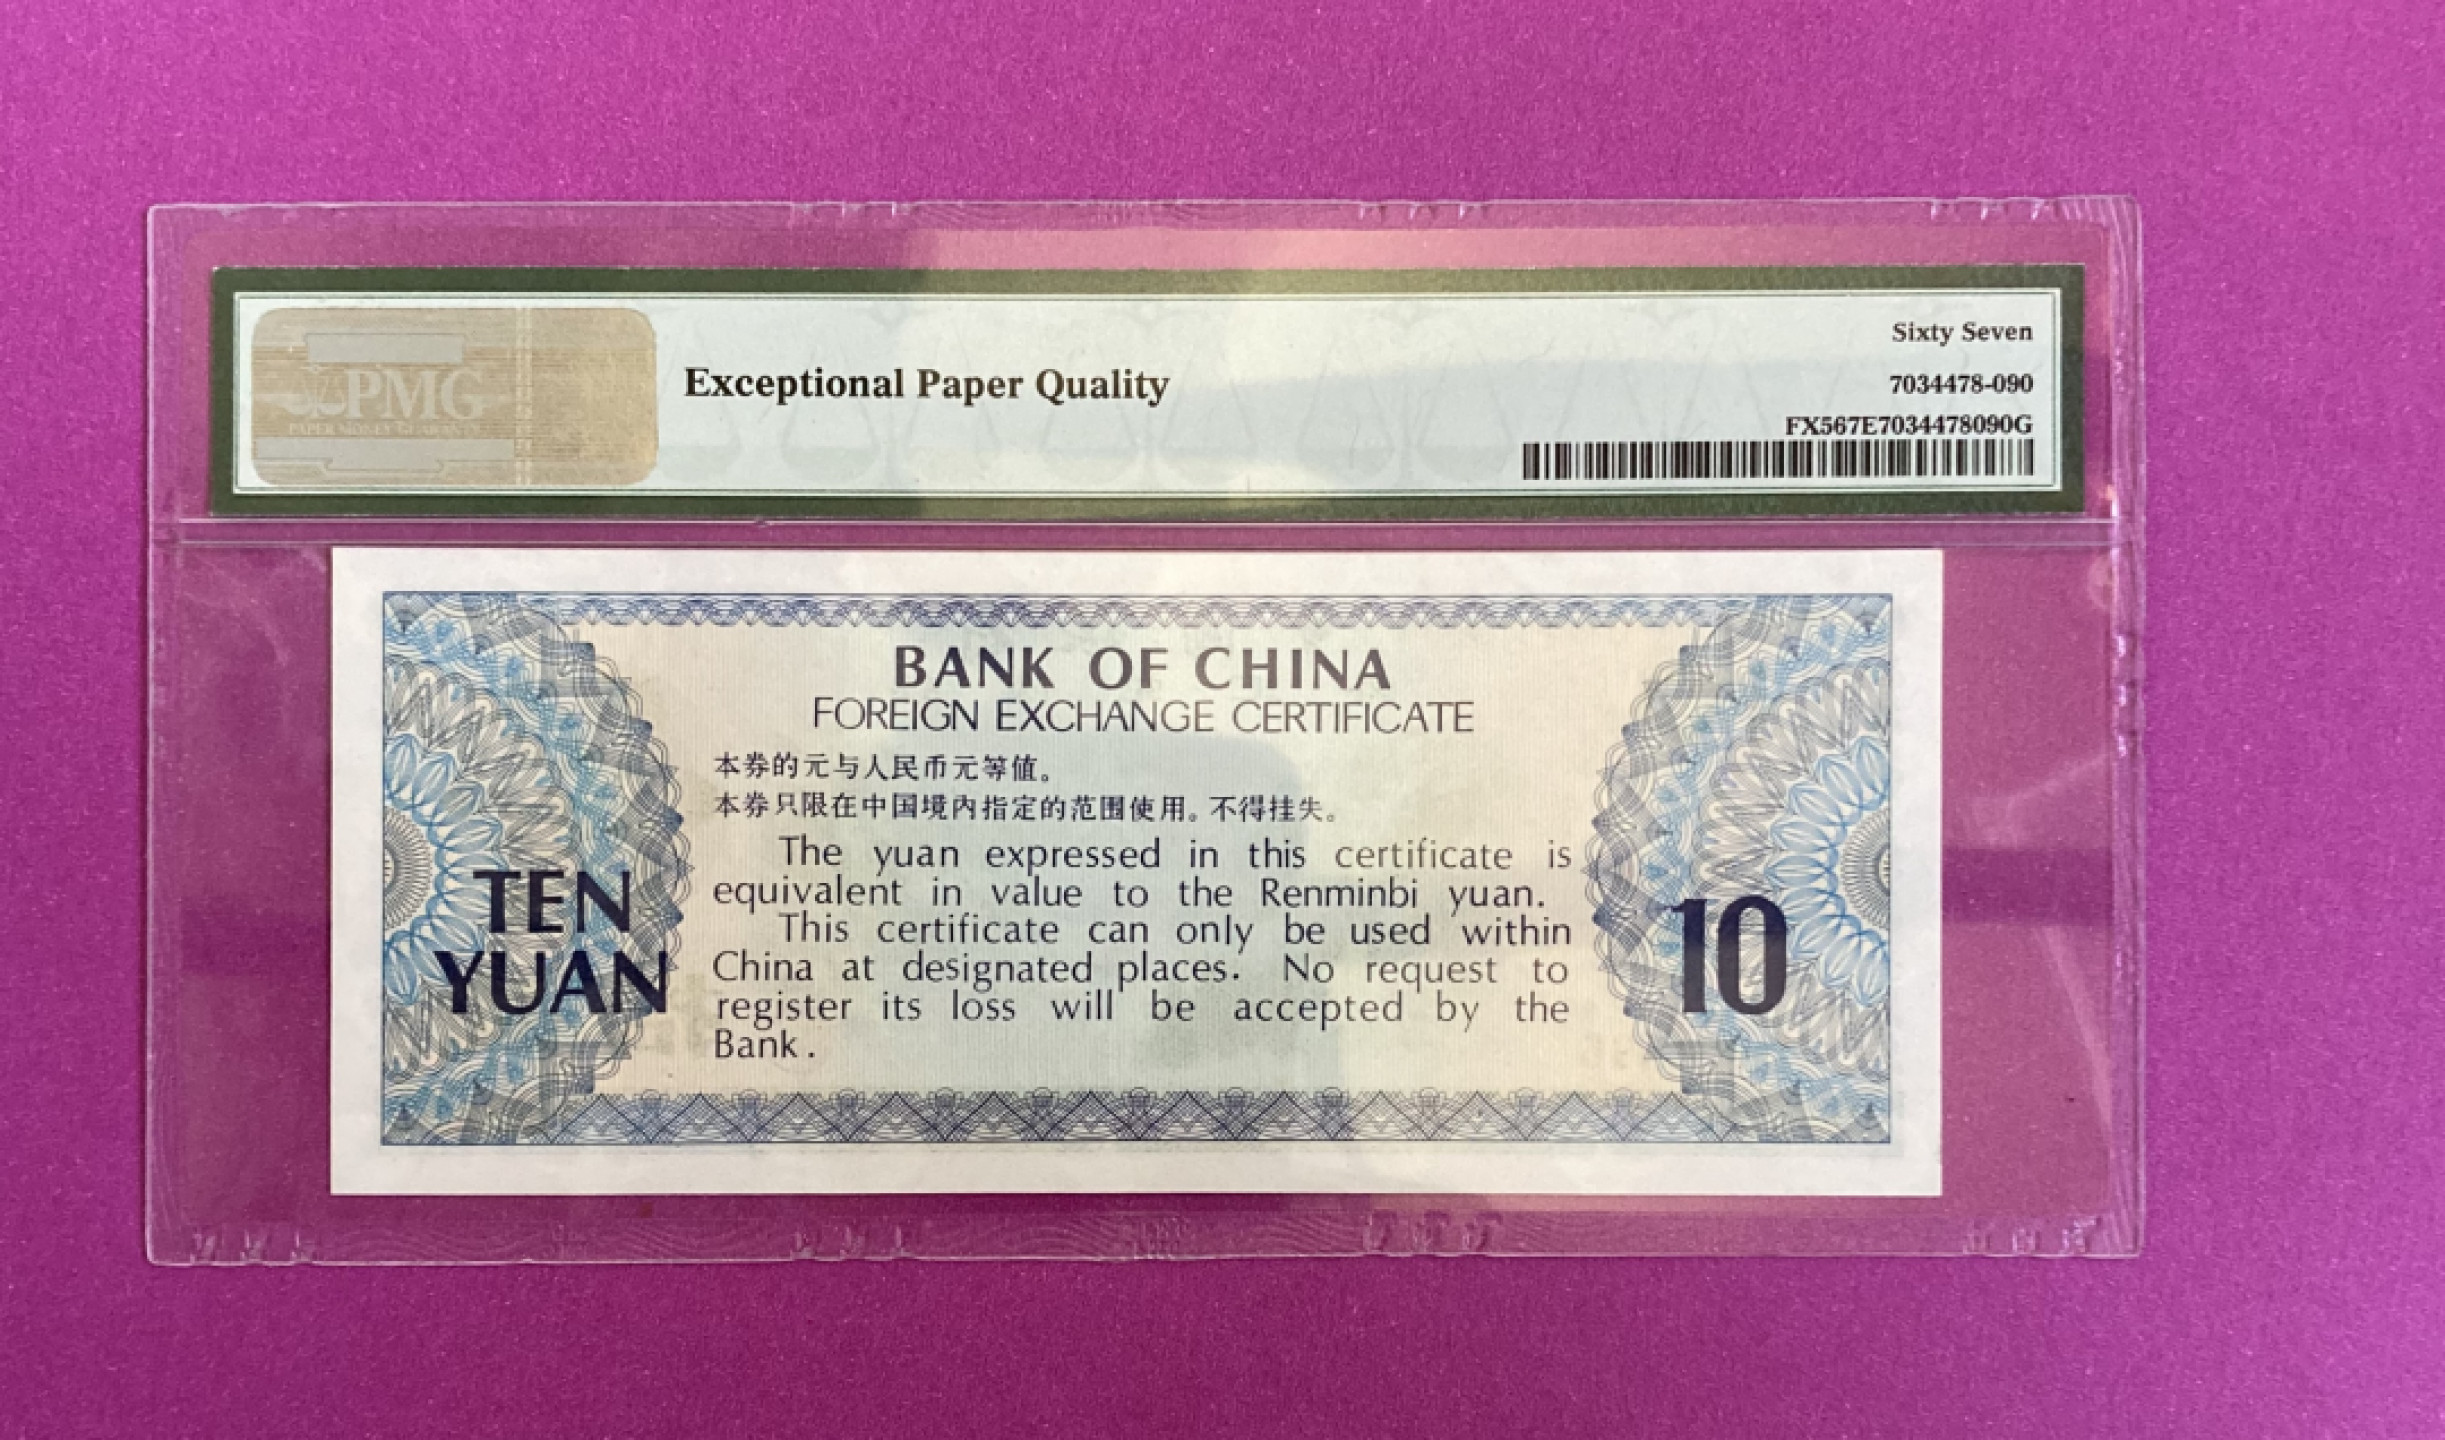 PMG
PAPER MONEY GUARANTY
Exceptional Paper Quality
Sixty Seven
7034478-090
FX567E7034478090G
BANK OF CHINA
FOREIGN EXCHANGE CERTIFICATE
本券的元与人民币元等值。
本券只限在中国境内指定的范围使用。不得挂失。
The yuan expressed in this certificate is
equivalent in value to the Renminbi yuan.
This certificate can only be used within
China at designated places. No request to
register its loss will be accepted by the
Bank.
TEN
YUAN
10